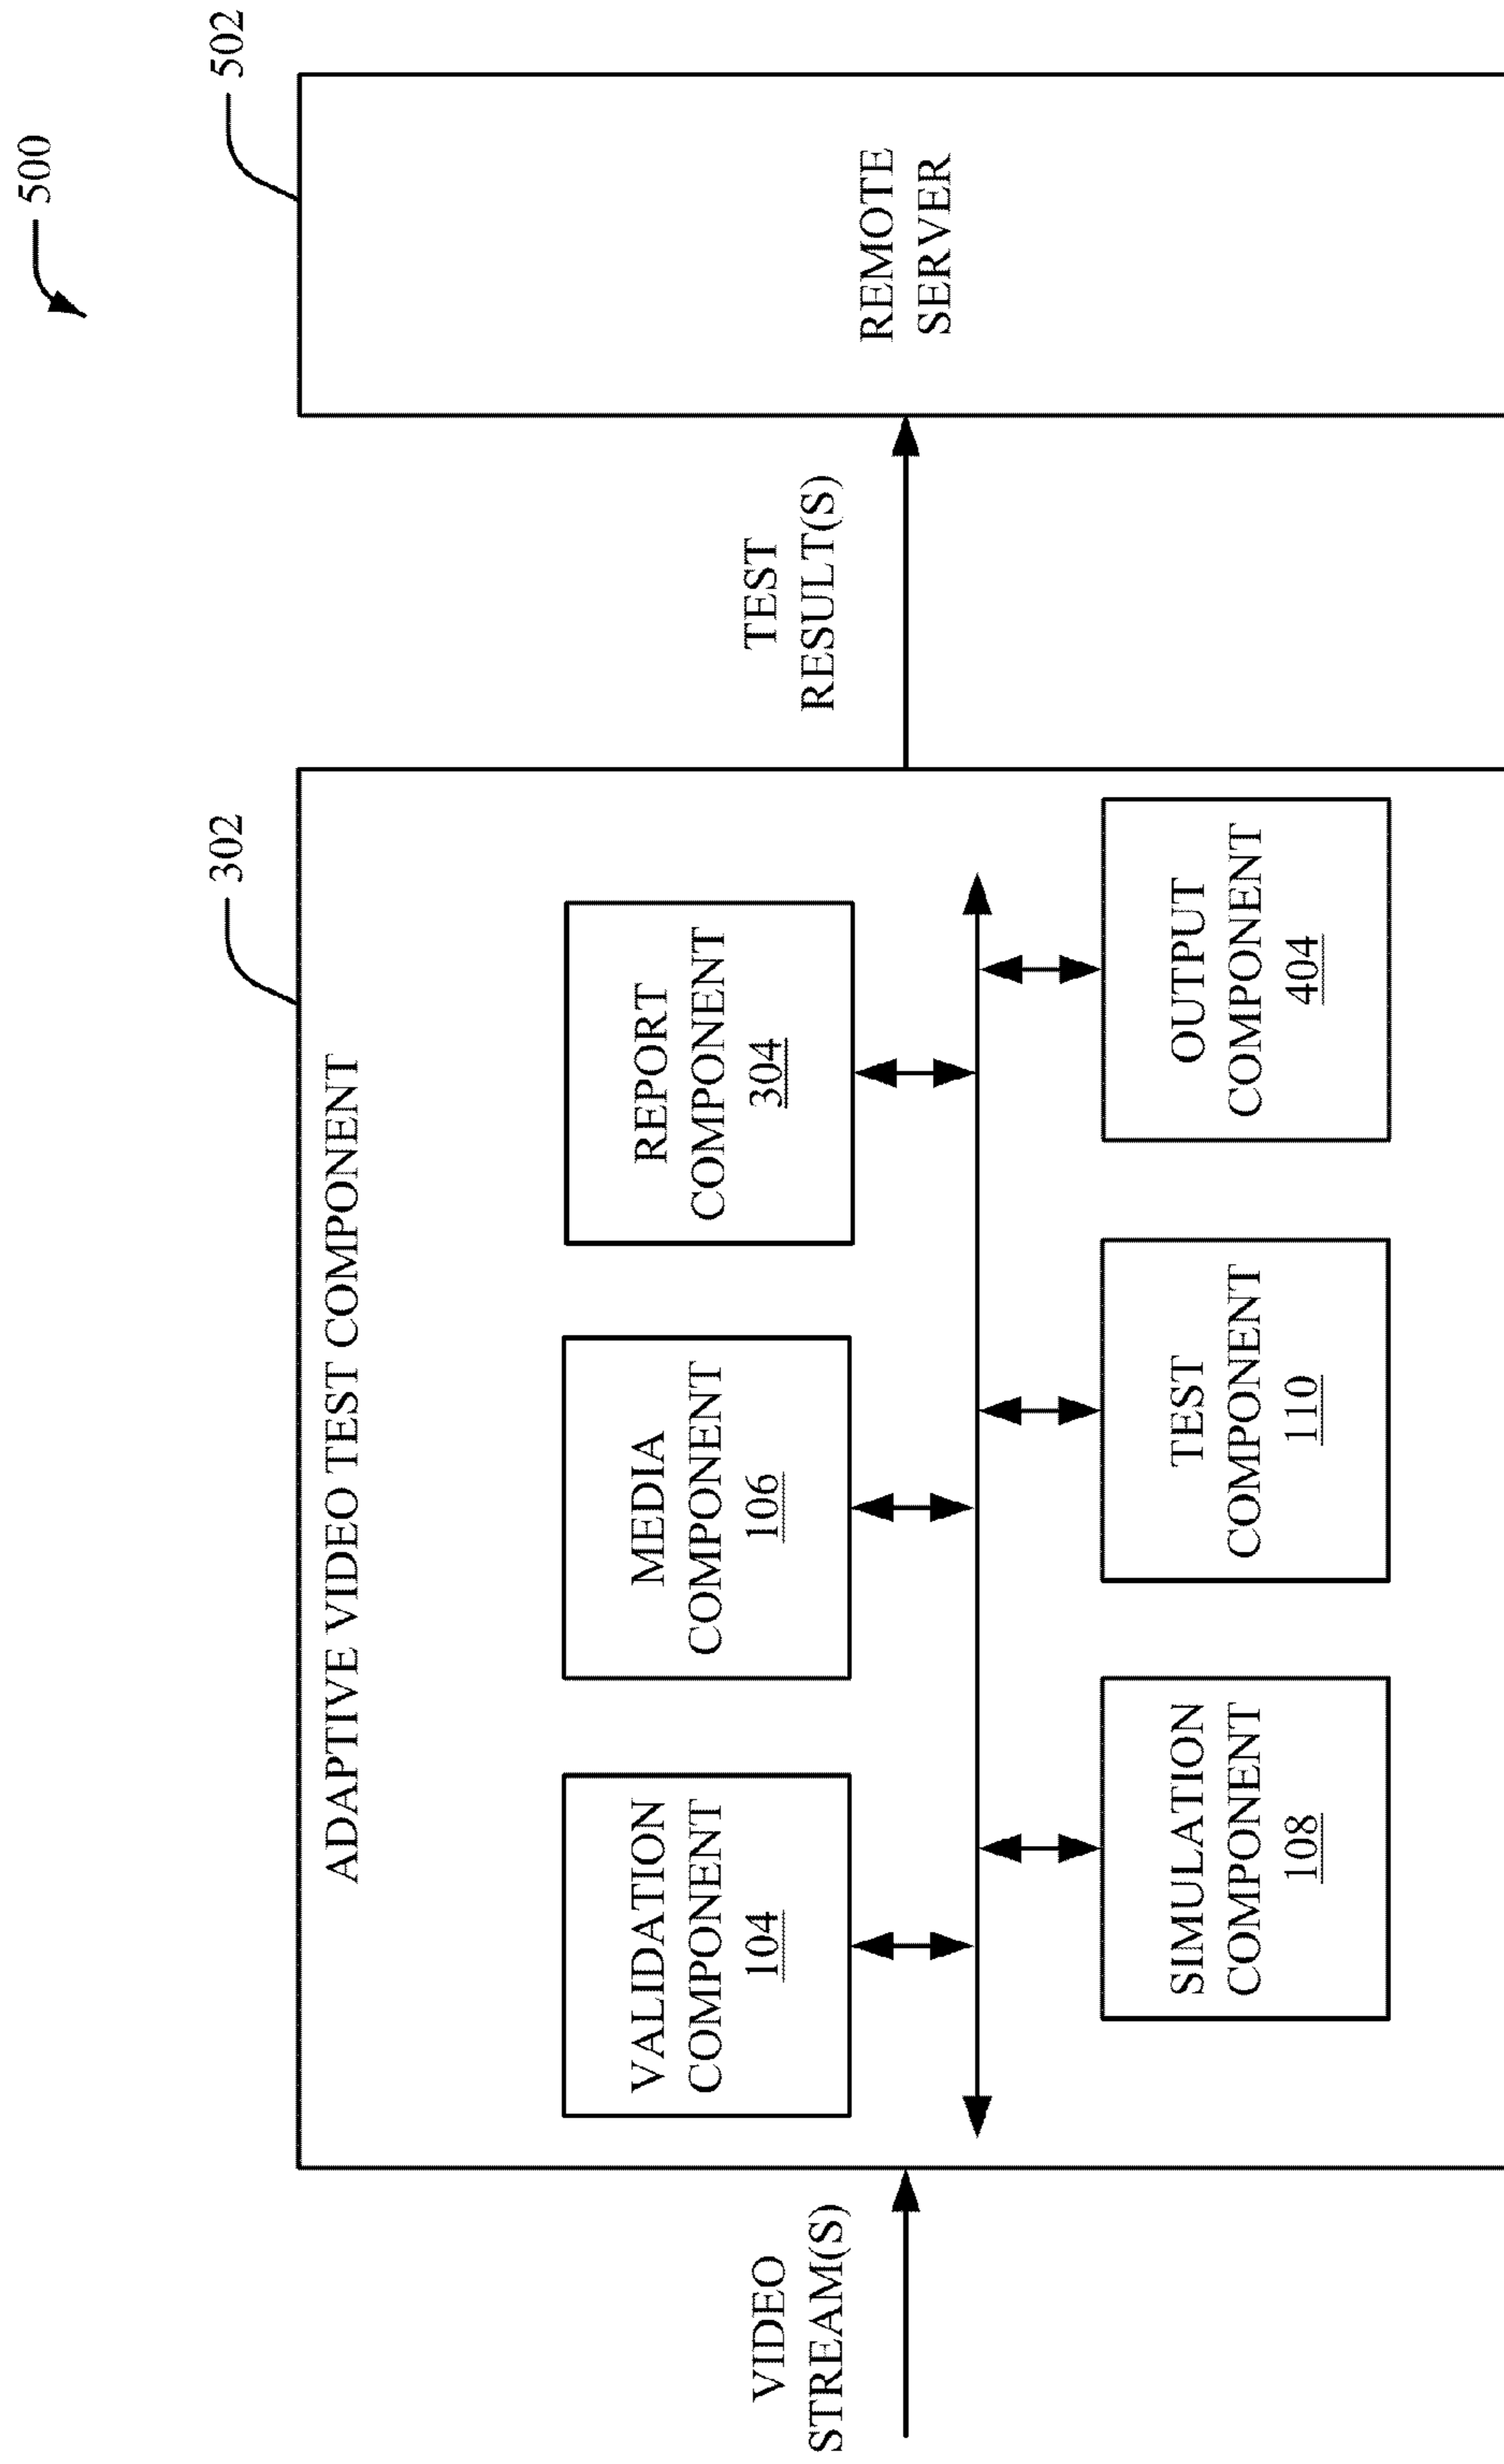 500
302
502
ADAPTIVE VIDEO TEST COMPONENT
VALIDATION
COMPONENT
104
MEDIA
COMPONENT
106
REPORT
COMPONENT
304
VIDEO
STREAM(S)
TEST
RESULT(S)
REMOTE
SERVER
SIMULATION
COMPONENT
108
TEST
COMPONENT
110
OUTPUT
COMPONENT
404